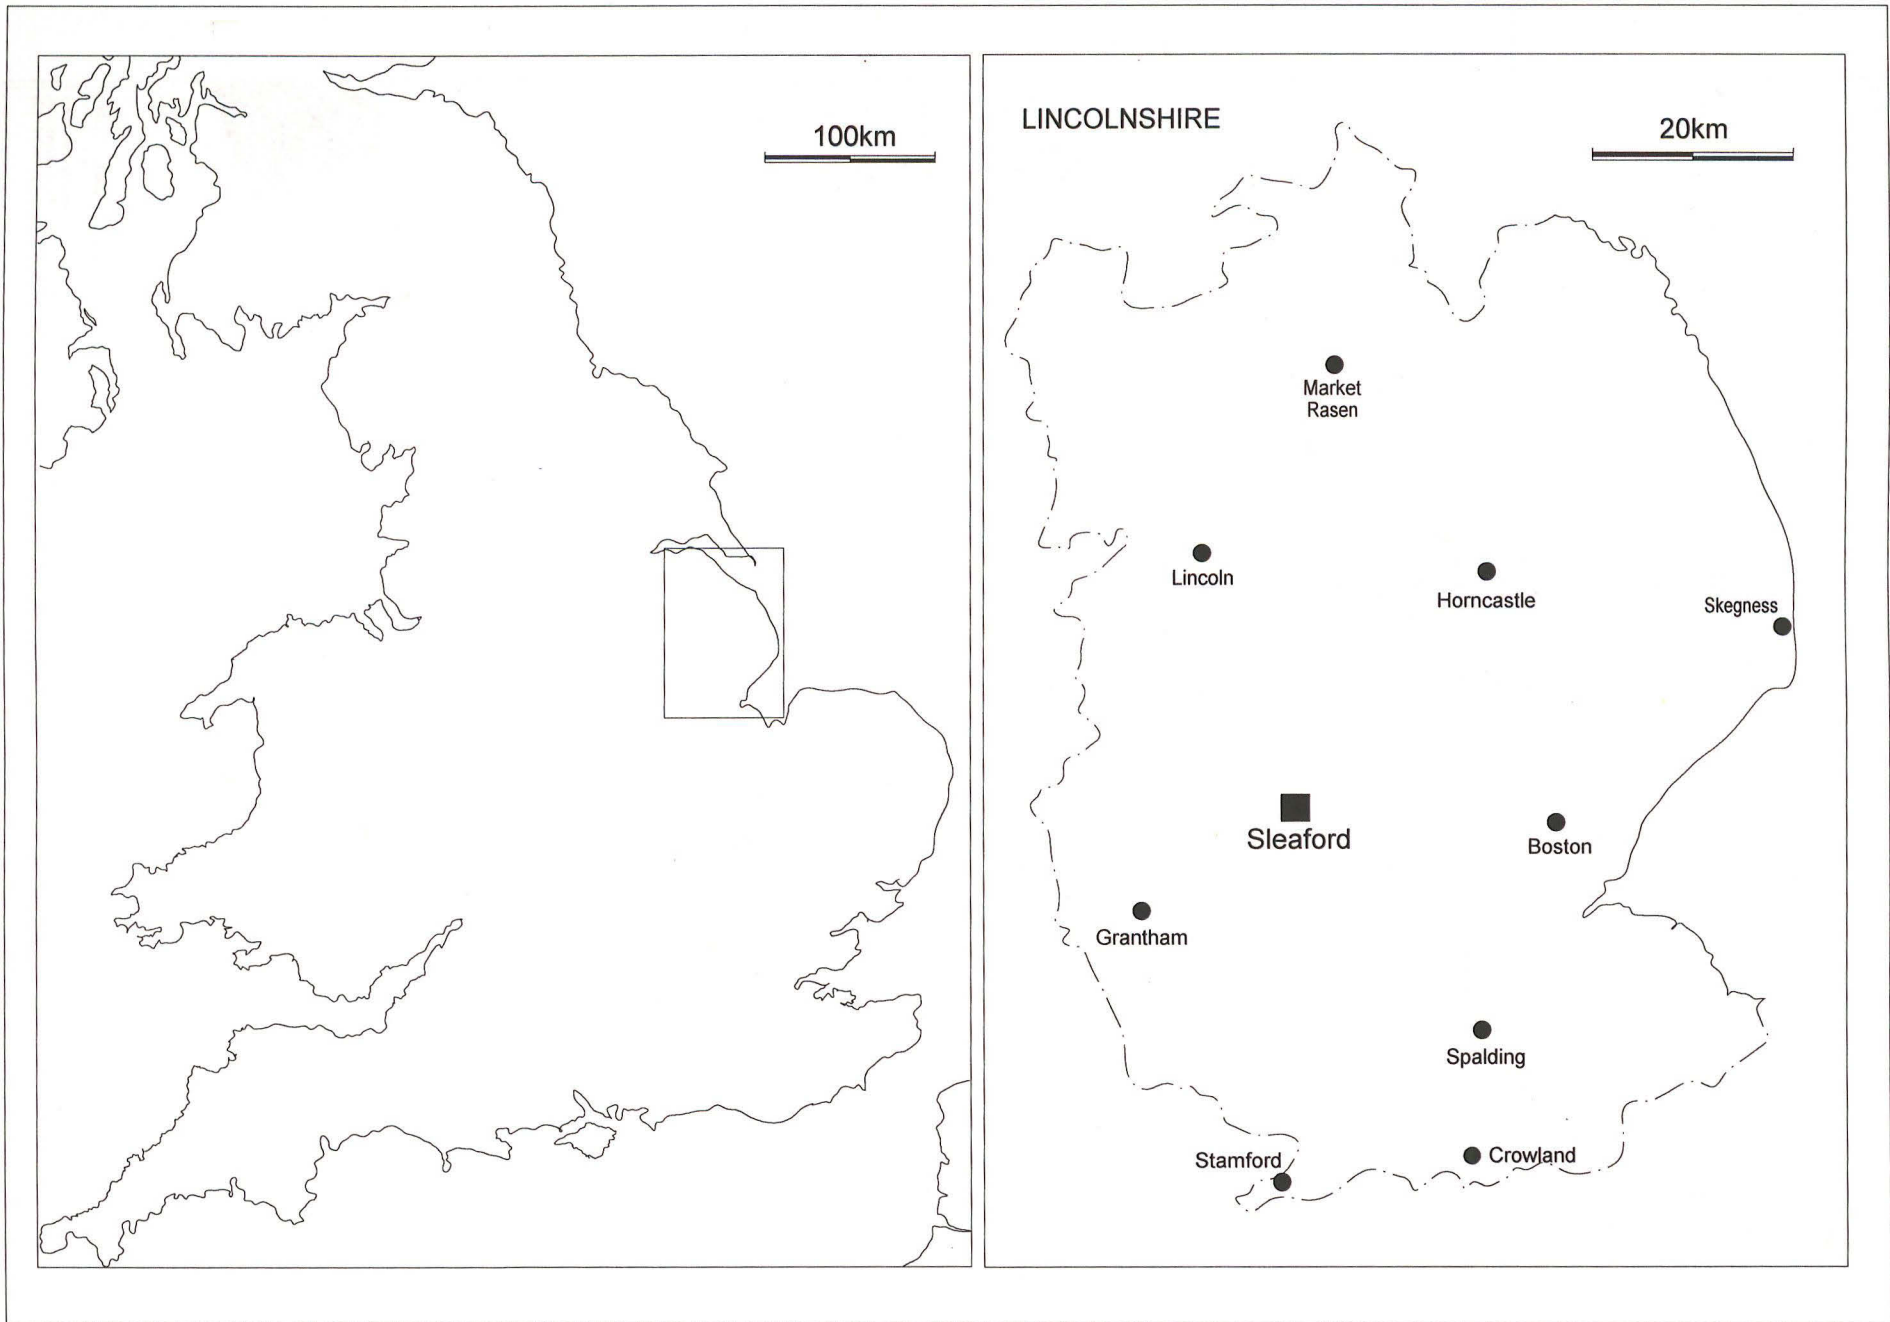 100km
LINCOLNSHIRE
20km
Market
Rasen
Lincoln
Horncastle
Skegness
Sleaford
Boston
Grantham
Spalding
Stamford
Crowland